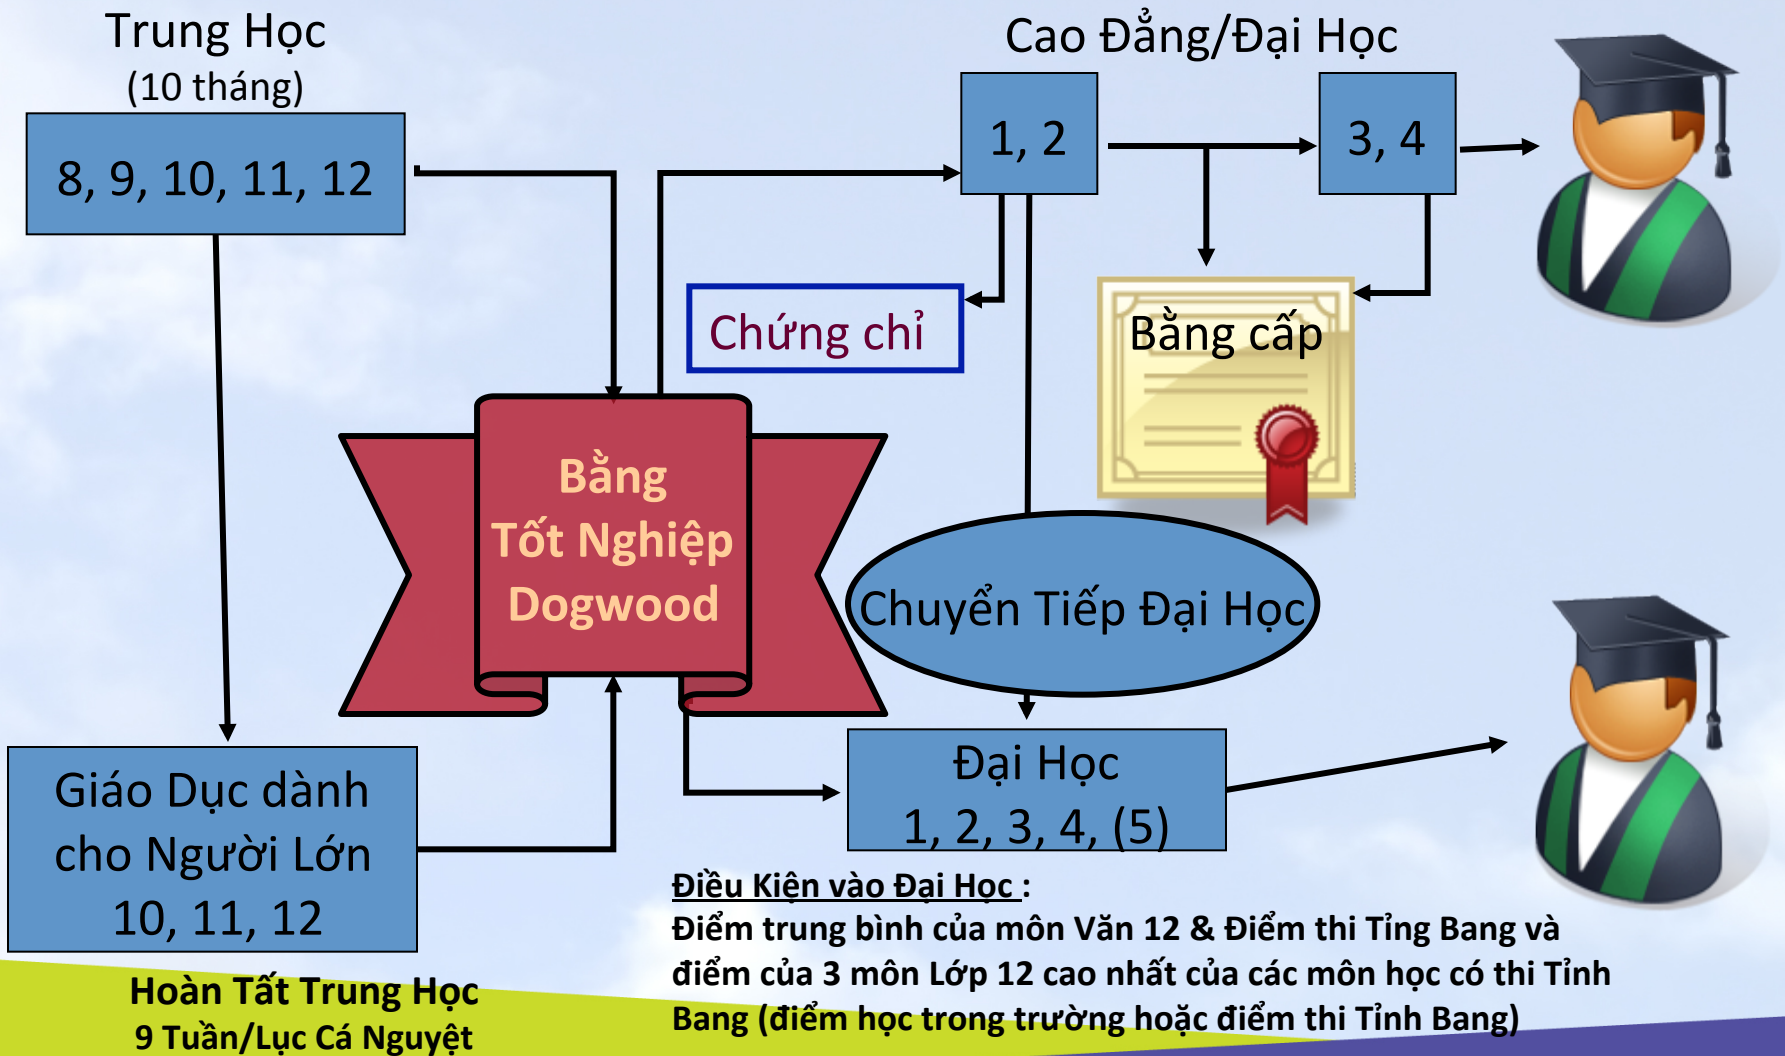 Trung Học
(10 tháng)
8, 9, 10, 11, 12
Cao Đẳng/Đại Học
1, 2
3, 4
Chứng chỉ
Bằng cấp
Bằng
Tốt Nghiệp
Dogwood
Chuyển Tiếp Đại Học
Giáo Dục dành
cho Người Lớn
10, 11, 12
Đại Học
1, 2, 3, 4, (5)
Hoàn Tất Trung Học
9 Tuần/Lục Cá Nguyệt
Điều Kiện vào Đại Học :
Điểm trung bình của môn Văn 12 & Điểm thi Tỉng Bang và
điểm của 3 môn Lớp 12 cao nhất của các môn học có thi Tỉnh
Bang (điểm học trong trường hoặc điểm thi Tỉnh Bang)